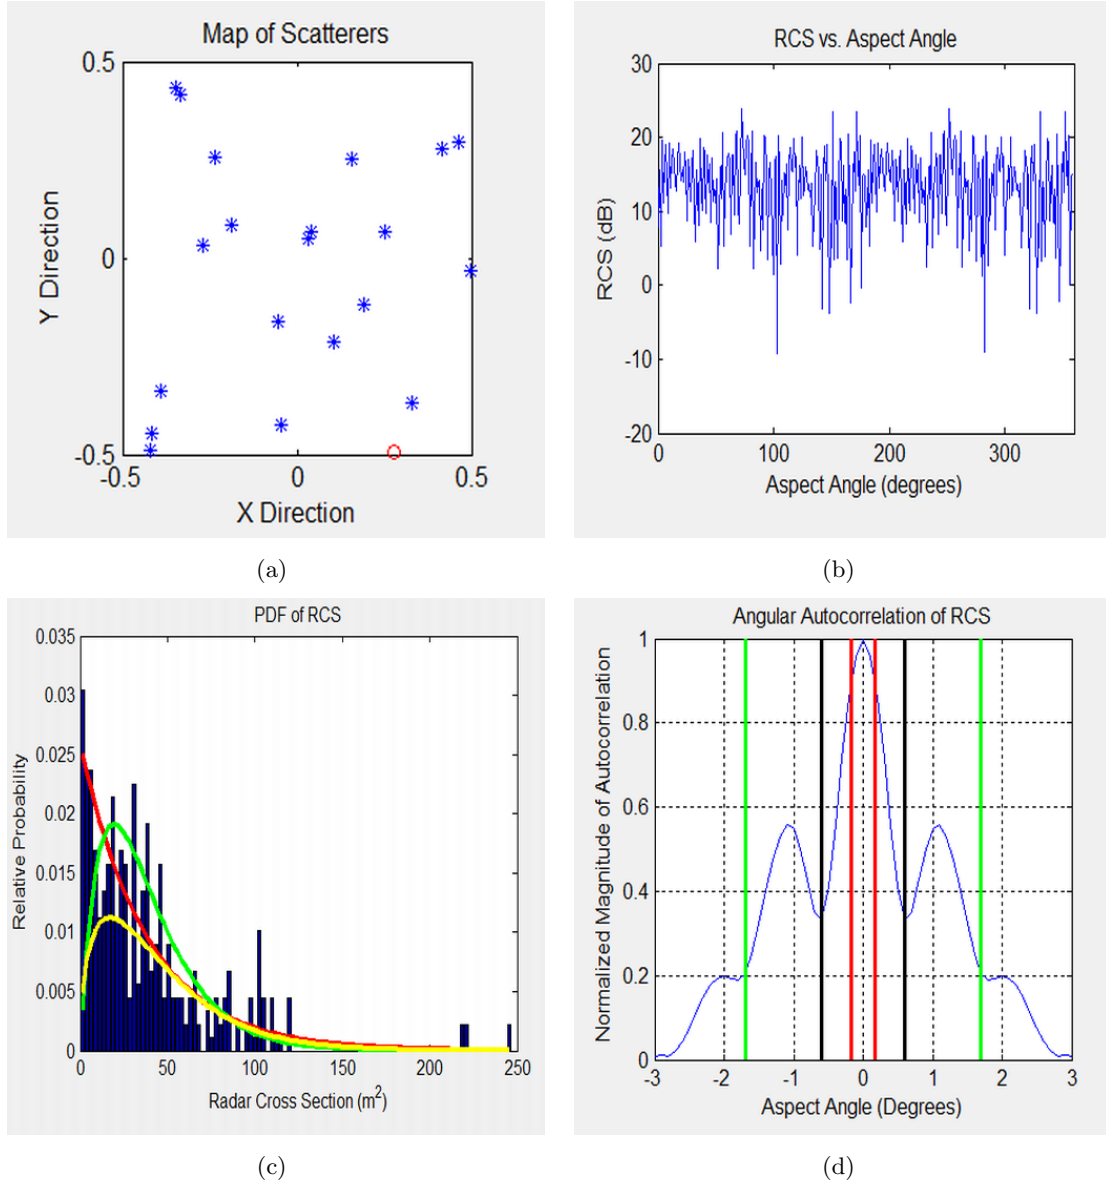 Map of Scatterers
0.5
0
-0.5
-0.5
0
0.5
Y Direction
X Direction
(a)
RCS vs. Aspect Angle
30
20
10
0
-10
-20
0
100
200
300
RCS (dB)
Aspect Angle (degrees)
(b)
PDF of RCS
0.035
0.03
0.025
0.02
0.015
0.01
0.005
0
0
50
100
150
200
250
Relative Probability
Radar Cross Section (m²)
(c)
Angular Autocorrelation of RCS
1
0.8
0.6
0.4
0.2
0
-3
-2
-1
0
1
2
3
Normalized Magnitude of Autocorrelation
Aspect Angle (Degrees)
(d)